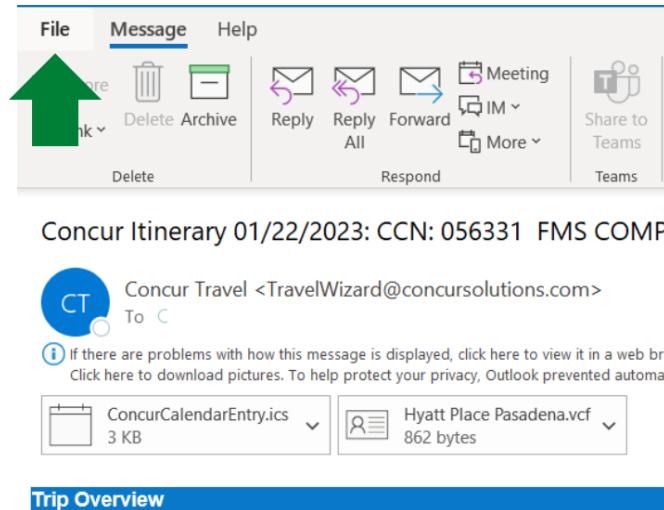 File Message Help
Delete Archive
Reply Reply All Forward
Meeting
IM
More
Share to Teams
Delete Respond Teams
Concur Itinerary 01/22/2023: CCN: 056331 FMS COMP
CT
Concur Travel <TravelWizard@concursolutions.com>
To C
If there are problems with how this message is displayed, click here to view it in a web br
Click here to download pictures. To help protect your privacy, Outlook prevented automa
ConcurCalendarEntry.ics
3 KB
Hyatt Place Pasadena.vcf
862 bytes
Trip Overview